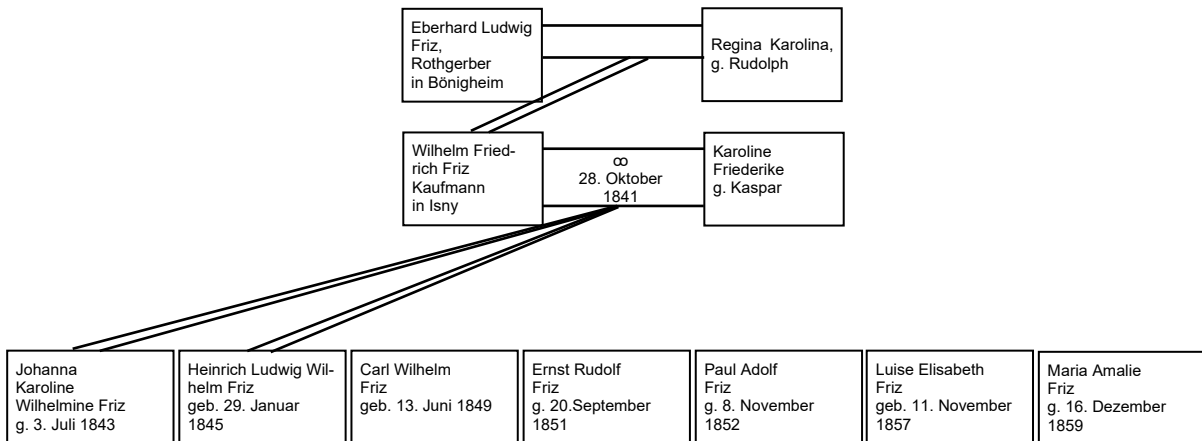 Eberhard Ludwig
Friz,
Rothgerber
in Bönigheim
Regina Karolina,
g. Rudolph
Wilhelm Fried-
rich Friz
Kaufmann
in Isny
∞
28. Oktober
1841
Karoline
Friederike
g. Kaspar
Johanna
Karoline
Wilhelmine Friz
g. 3. Juli 1843
Heinrich Ludwig Wil-
helm Friz
geb. 29. Januar
1845
Carl Wilhelm
Friz
geb. 13. Juni 1849
Ernst Rudolf
Friz
g. 20.September
1851
Paul Adolf
Friz
g. 8. November
1852
Luise Elisabeth
Friz
geb. 11. November
1857
Maria Amalie
Friz
g. 16. Dezember
1859